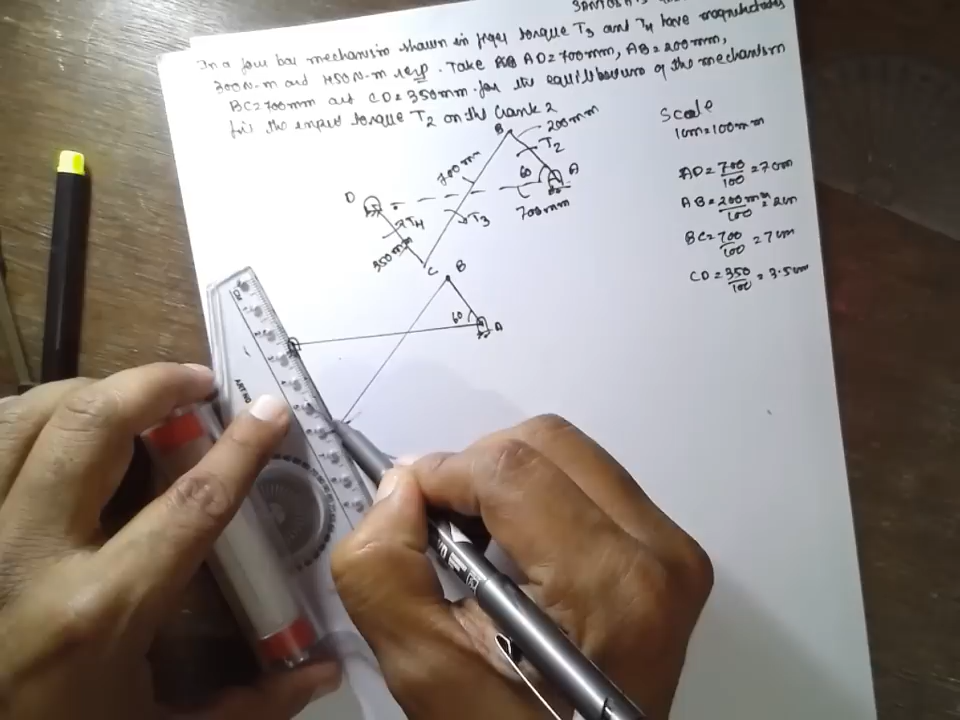 In a four bar mechanism shown in figer torque T3 and T4 have magnitudes
300N-m and 450N-m resp. Take AD=700mm, AB=200mm,
BC=700mm and CD=350mm. for the equilibrium of the mechanism
find the input torque T2 on the Crank 2
Scale
1cm=100mm
AD=700/100=7cm
AB=200mm/100=2cm
BC=700/100=7cm
CD=350/100=3.5cm
B
200mm
T2
700mm
60
A
D
T4
T3
700mm
350mm
C
B
60
A